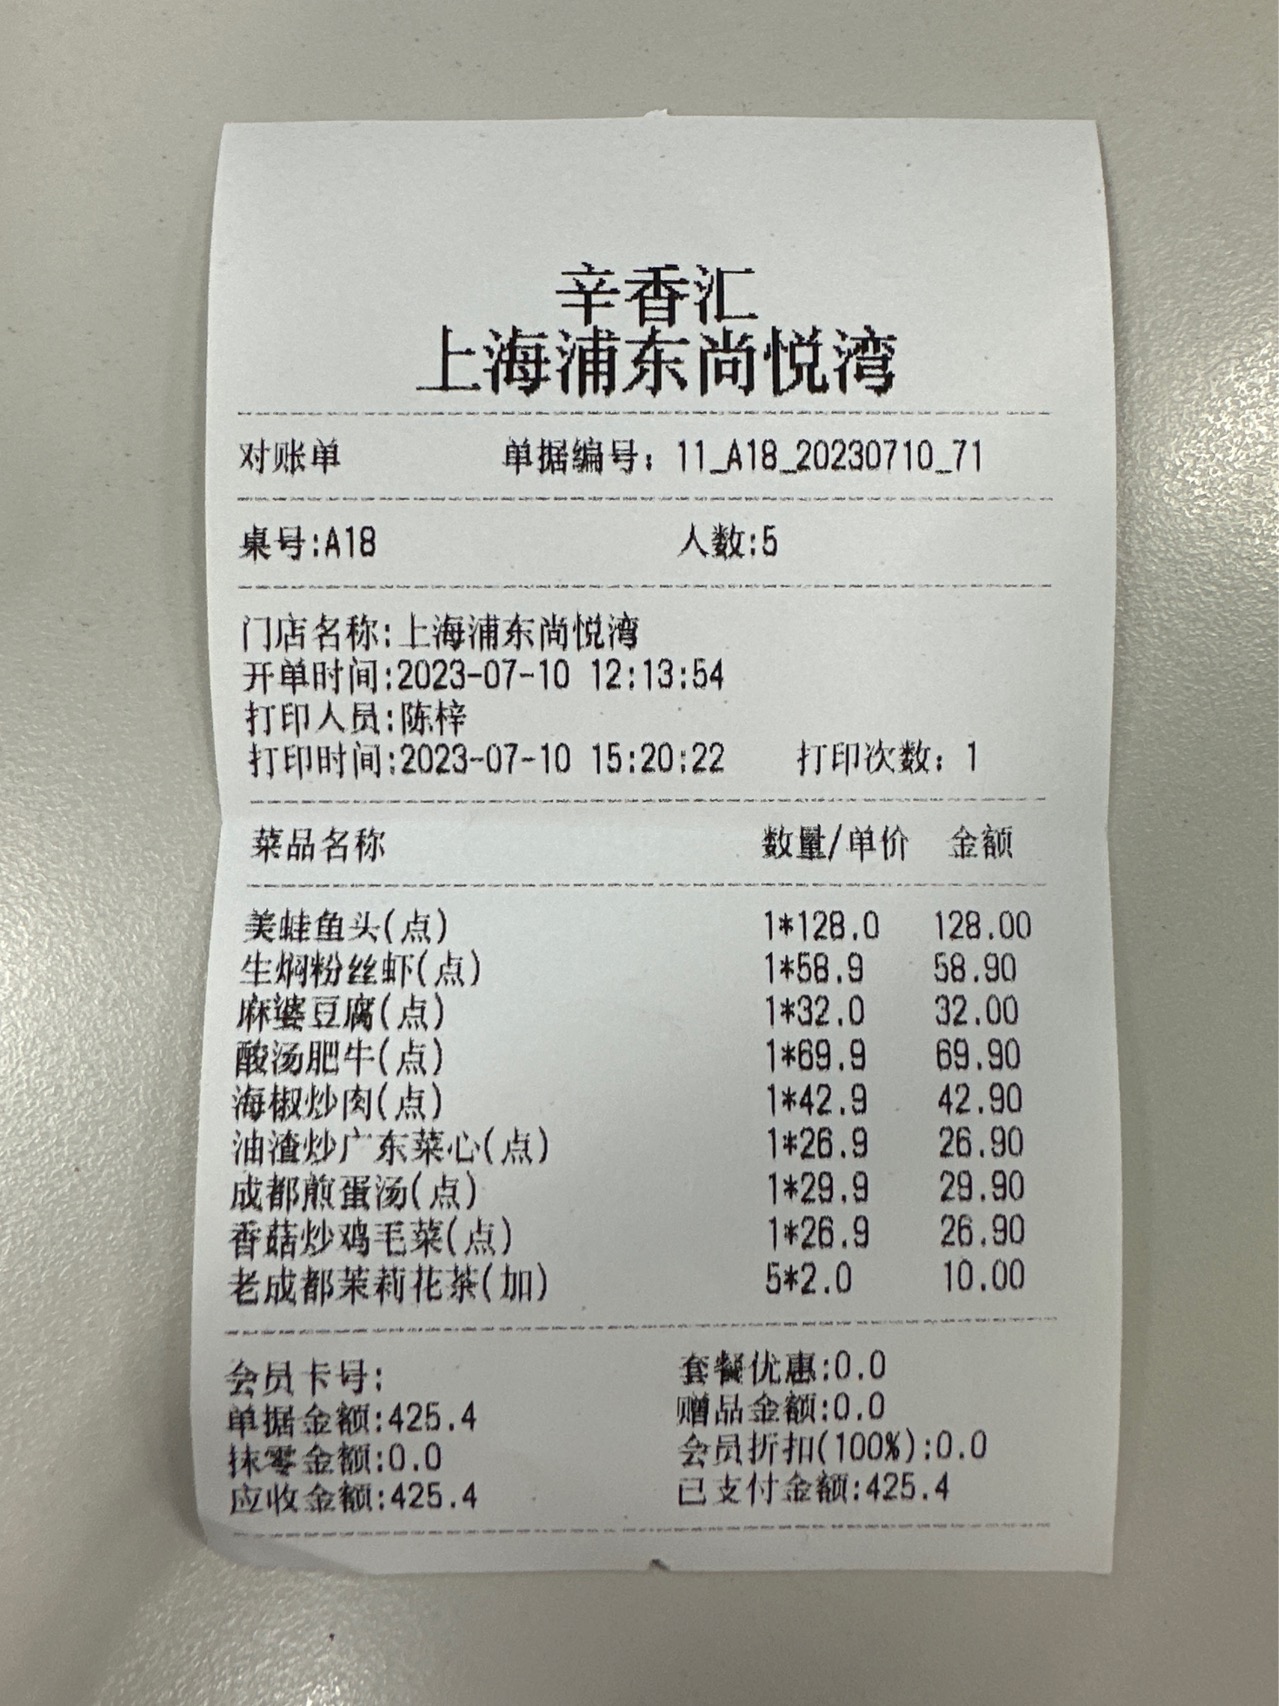 辛香汇
上海浦东尚悦湾
对账单 单据编号：11_A18_20230710_71
桌号:A18 人数:5
门店名称:上海浦东尚悦湾
开单时间:2023-07-10 12:13:54
打印人员:陈梓
打印时间:2023-07-10 15:20:22 打印次数：1
菜品名称 数量/单价 金额
美蛙鱼头(点) 1*128.0 128.00
生焖粉丝虾(点) 1*58.9 58.90
麻婆豆腐(点) 1*32.0 32.00
酸汤肥牛(点) 1*69.9 69.90
海椒炒肉(点) 1*42.9 42.90
油渣炒广东菜心(点) 1*26.9 26.90
成都煎蛋汤(点) 1*29.9 29.90
香菇炒鸡毛菜(点) 1*26.9 26.90
老成都茉莉花茶(加) 5*2.0 10.00
会员卡号: 套餐优惠:0.0
单据金额:425.4 赠品金额:0.0
抹零金额:0.0 会员折扣(100%):0.0
应收金额:425.4 已支付金额:425.4